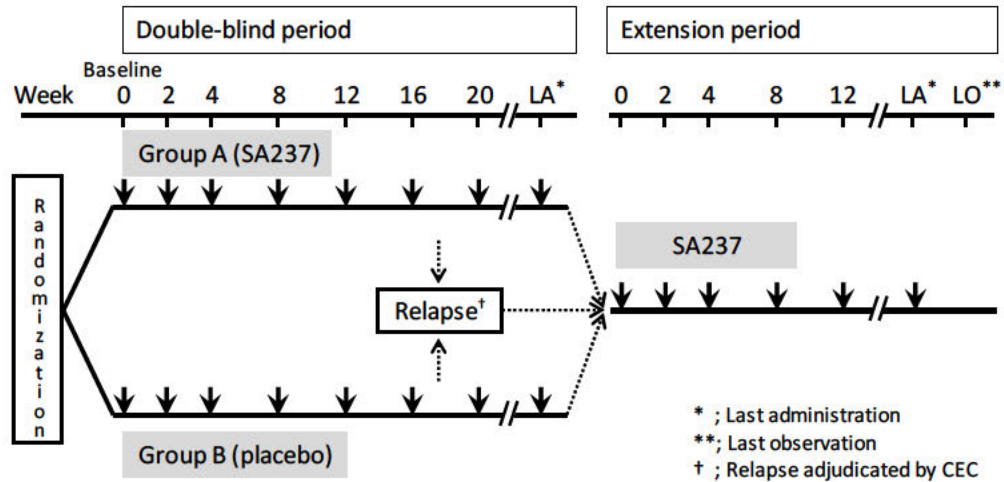 Double-blind period
Extension period
Baseline
Week 0 2 4 8 12 16 20 LA*
0 2 4 8 12 LA* LO**
Group A (SA237)
Randomization
SA237
Relapse†
Group B (placebo)
* ; Last administration
** ; Last observation
† ; Relapse adjudicated by CEC